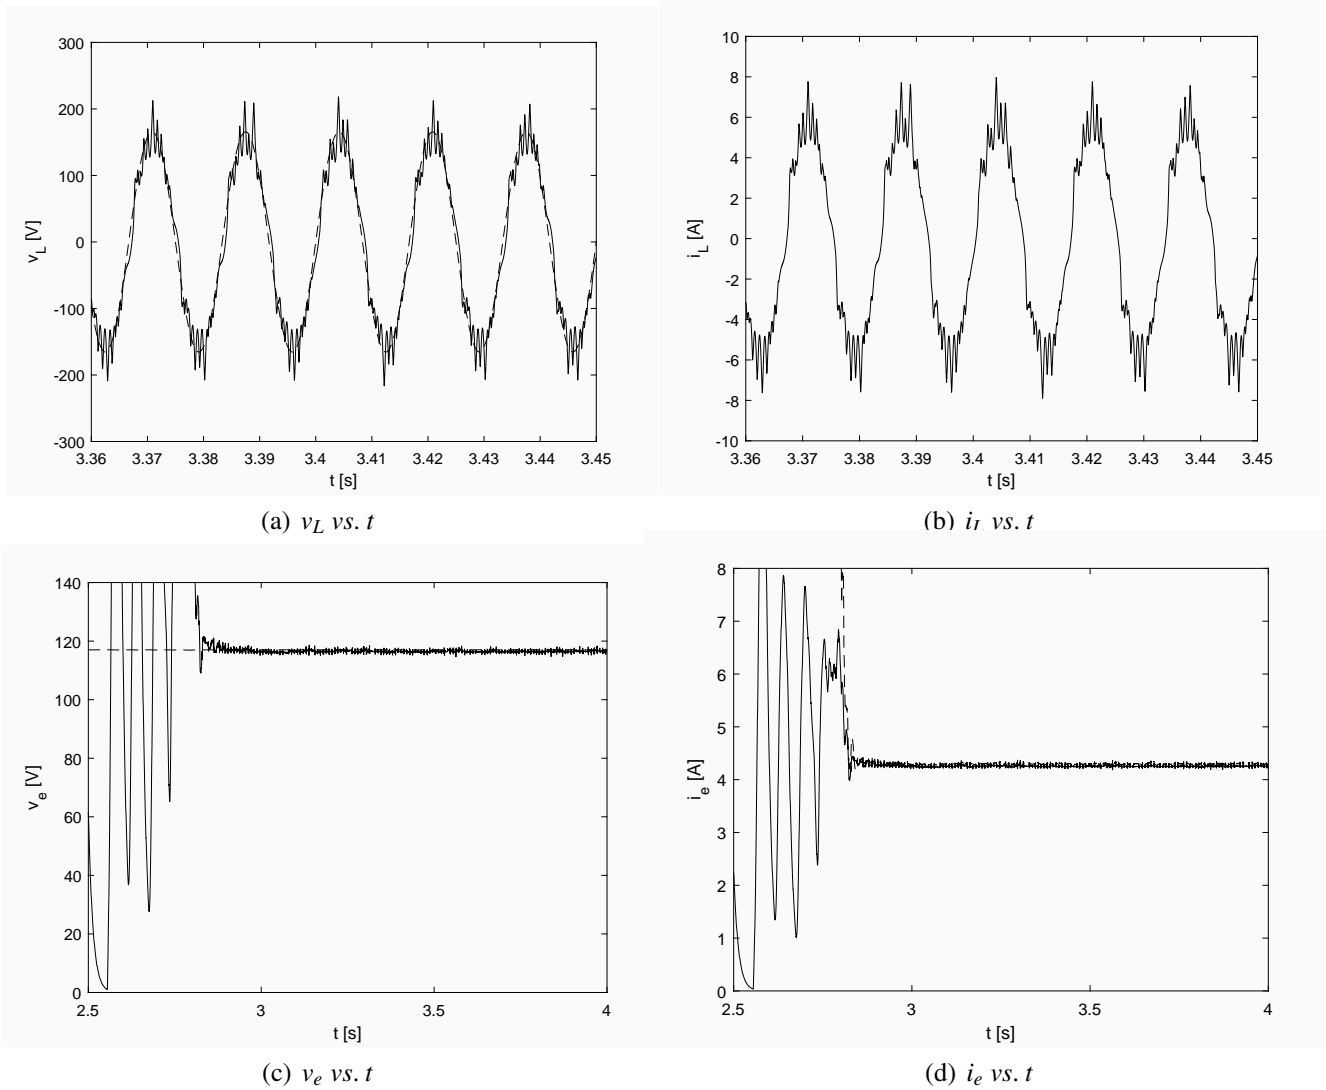 300
200
100
0
-100
-200
-300
v_L [V]
3.36 3.37 3.38 3.39 3.4 3.41 3.42 3.43 3.44 3.45
t [s]
(a) v_L vs. t
10
8
6
4
2
0
-2
-4
-6
-8
-10
i_L [A]
3.36 3.37 3.38 3.39 3.4 3.41 3.42 3.43 3.44 3.45
t [s]
(b) i_L vs. t
140
120
100
80
60
40
20
0
v_e [V]
2.5 3 3.5 4
t [s]
(c) v_e vs. t
8
7
6
5
4
3
2
1
0
i_e [A]
2.5 3 3.5 4
t [s]
(d) i_e vs. t